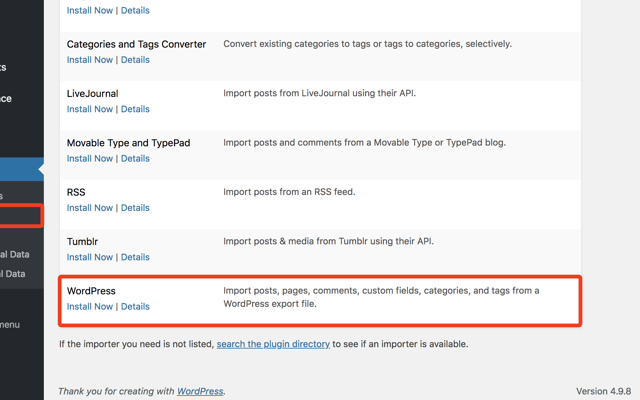 Install Now | Details
Categories and Tags Converter
Convert existing categories to tags or tags to categories, selectively.
Install Now | Details
LiveJournal
Import posts from LiveJournal using their API.
Install Now | Details
Movable Type and TypePad
Import posts and comments from a Movable Type or TypePad blog.
Install Now | Details
RSS
Import posts from an RSS feed.
Install Now | Details
Tumblr
Import posts & media from Tumblr using their API.
Install Now | Details
al Data
l Data
WordPress
Import posts, pages, comments, custom fields, categories, and tags from a
WordPress export file.
Install Now | Details
menu
If the importer you need is not listed, search the plugin directory to see if an importer is available.
Thank you for creating with WordPress.
Version 4.9.8